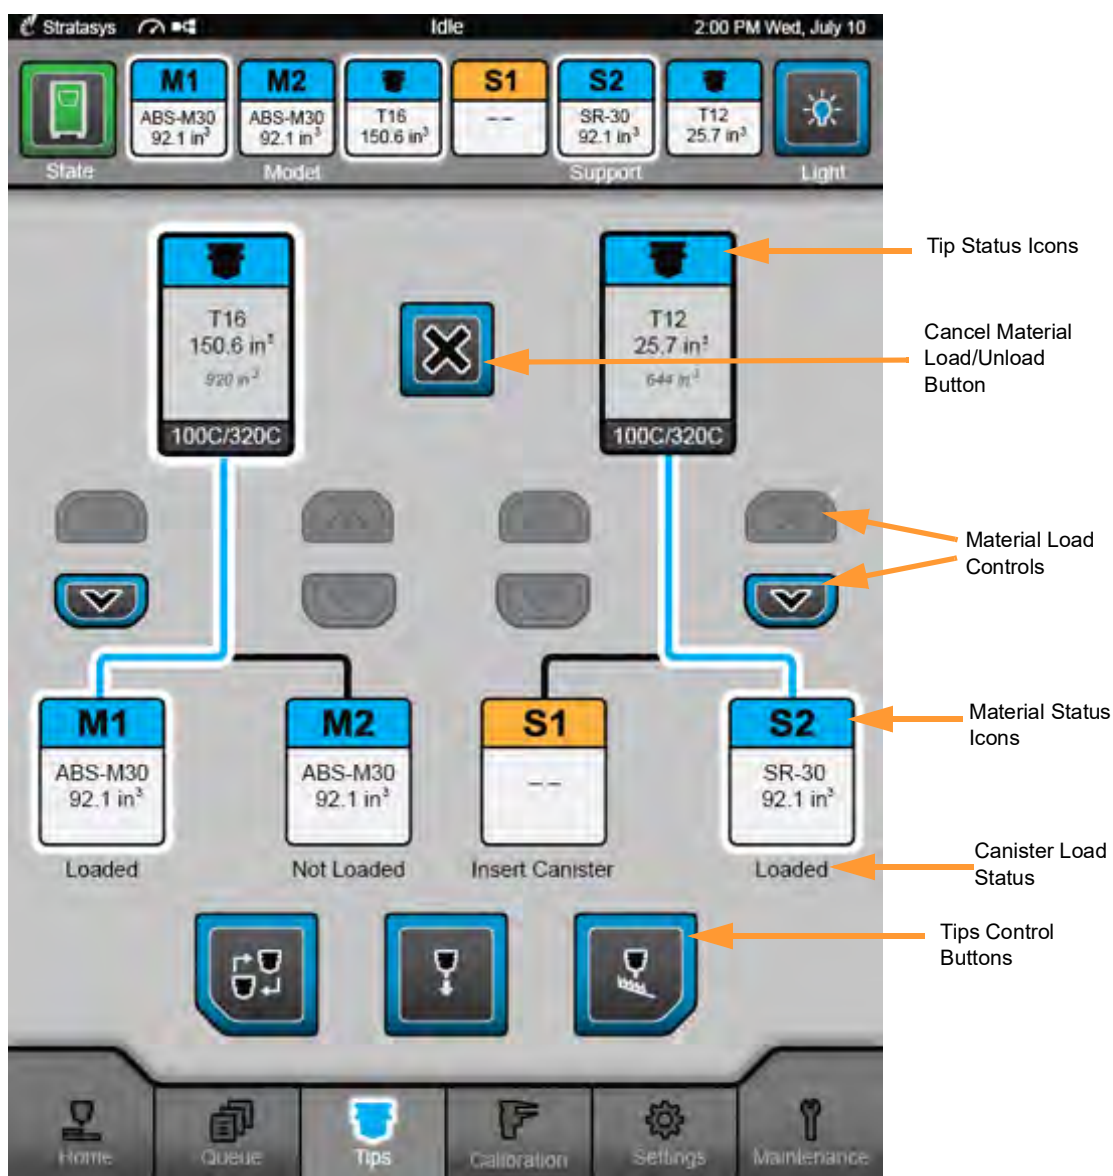 Stratasys
Idle
2:00 PM Wed, July 10
M1
ABS-M30
92.1 in³
M2
ABS-M30
92.1 in³
T16
150.6 in³
S1
--
S2
SR-30
92.1 in³
T12
25.7 in³
State
Model
Support
Light
T16
150.6 in³
920 in³
100C/320C
T12
25.7 in³
644 in³
100C/320C
Tip Status Icons
Cancel Material
Load/Unload
Button
Material Load
Controls
M1
ABS-M30
92.1 in³
Loaded
M2
ABS-M30
92.1 in³
Not Loaded
S1
--
Insert Canister
S2
SR-30
92.1 in³
Loaded
Material Status
Icons
Canister Load
Status
Tips Control
Buttons
Home
Queue
Tips
Calibration
Settings
Maintenance